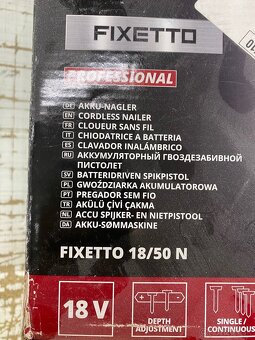 FIXETTO
PROFESSIONAL
DE AKKU-NAGLER
EN CORDLESS NAILER
FR CLOUEUR SANS FIL
IT CHIODATRICE A BATTERIA
ES CLAVADOR INALÁMBRICO
RU АККУМУЛЯТОРНЫЙ ГВОЗДЕЗАБИВНОЙ
ПИСТОЛЕТ
SV BATTERIDRIVEN SPIKPISTOL
PL GWOŹDZIARKA AKUMULATOROWA
PT PREGADOR SEM FIO
TR AKÜLÜ ÇİVİ ÇAKMA
NL ACCU SPIJKER- EN NIETPISTOOL
DA AKKU-SØMMASKINE
FIXETTO 18/50 N
18 V
DEPTH
ADJUSTMENT
SINGLE /
CONTINUOUS